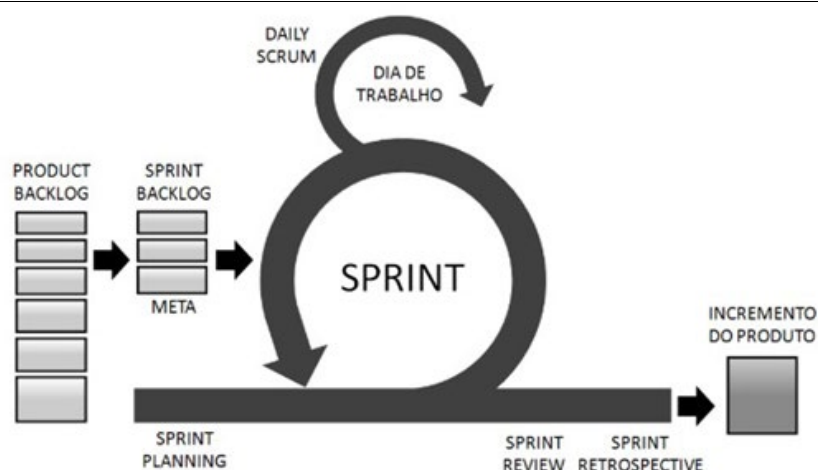 DAILY
SCRUM
DIA DE
TRABALHO
PRODUCT
BACKLOG
SPRINT
BACKLOG
SPRINT
META
INCREMENTO
DO PRODUTO
SPRINT
PLANNING
SPRINT
REVIEW
SPRINT
RETROSPECTIVE